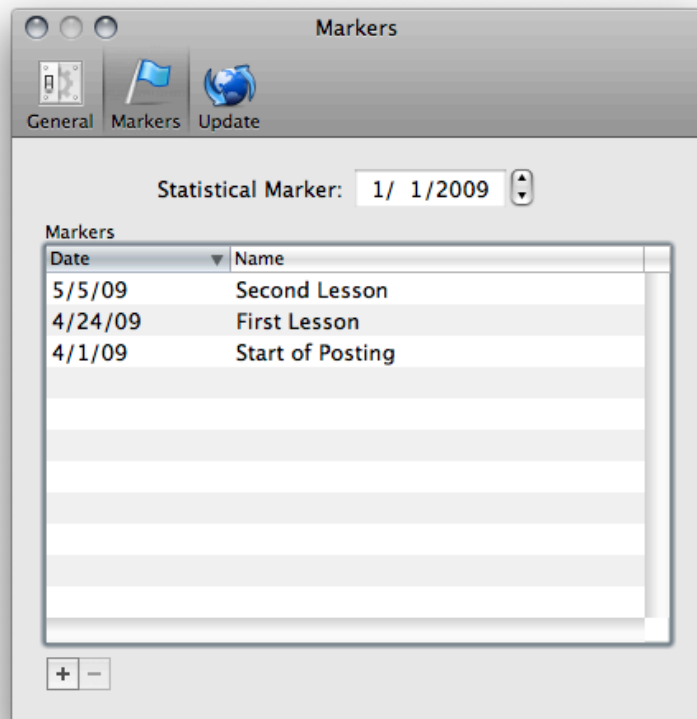 Markers
General Markers Update
Statistical Marker: 1/ 1/2009
Markers
Date Name
5/5/09 Second Lesson
4/24/09 First Lesson
4/1/09 Start of Posting
+ −